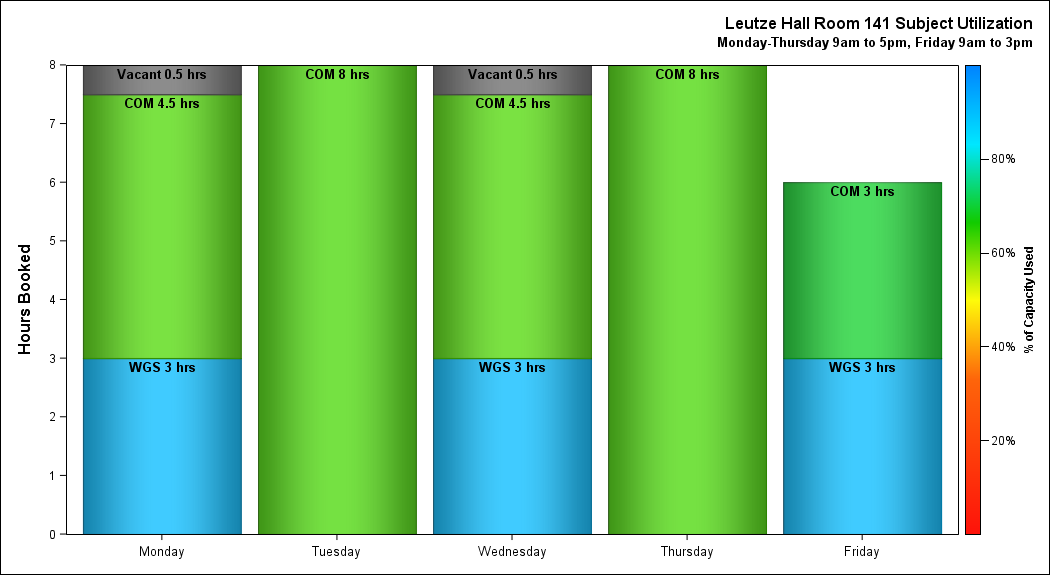 Leutze Hall Room 141 Subject Utilization
Monday-Thursday 9am to 5pm, Friday 9am to 3pm
Hours Booked
8
7
6
5
4
3
2
1
0
Vacant 0.5 hrs
COM 4.5 hrs
WGS 3 hrs
COM 8 hrs
Vacant 0.5 hrs
COM 4.5 hrs
WGS 3 hrs
COM 8 hrs
COM 3 hrs
WGS 3 hrs
Monday
Tuesday
Wednesday
Thursday
Friday
80%
60%
40%
20%
% of Capacity Used